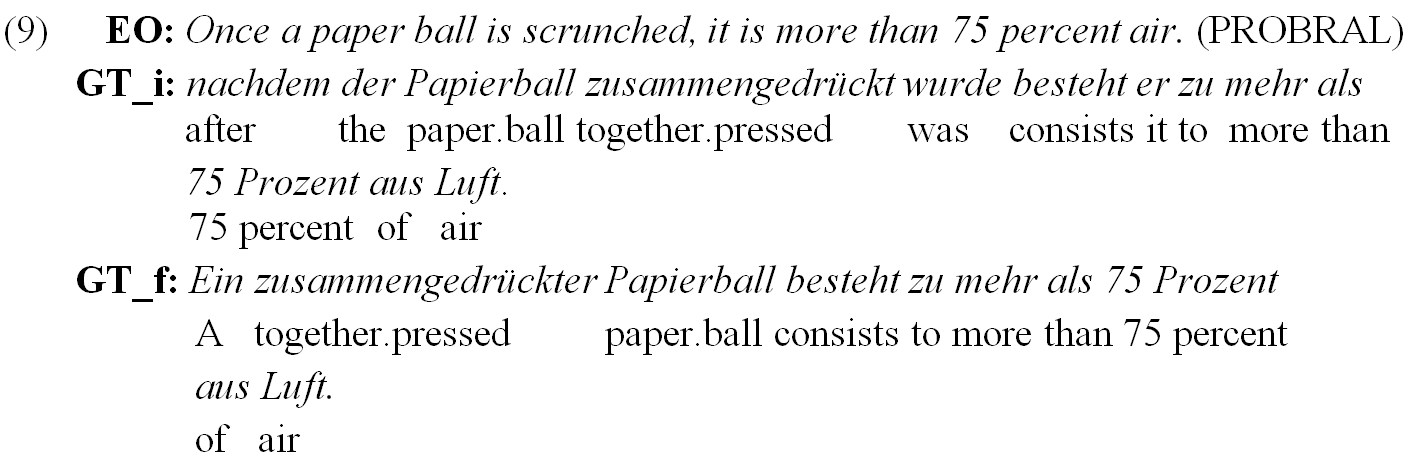 (9) EO: Once a paper ball is scrunched, it is more than 75 percent air. (PROBRAL)
GT_i: nachdem der Papierball zusammengedrückt wurde besteht er zu mehr als
after the paper.ball together.pressed was consists it to more than
75 Prozent aus Luft.
75 percent of air
GT_f: Ein zusammengedrückter Papierball besteht zu mehr als 75 Prozent
A together.pressed paper.ball consists to more than 75 percent
aus Luft.
of air